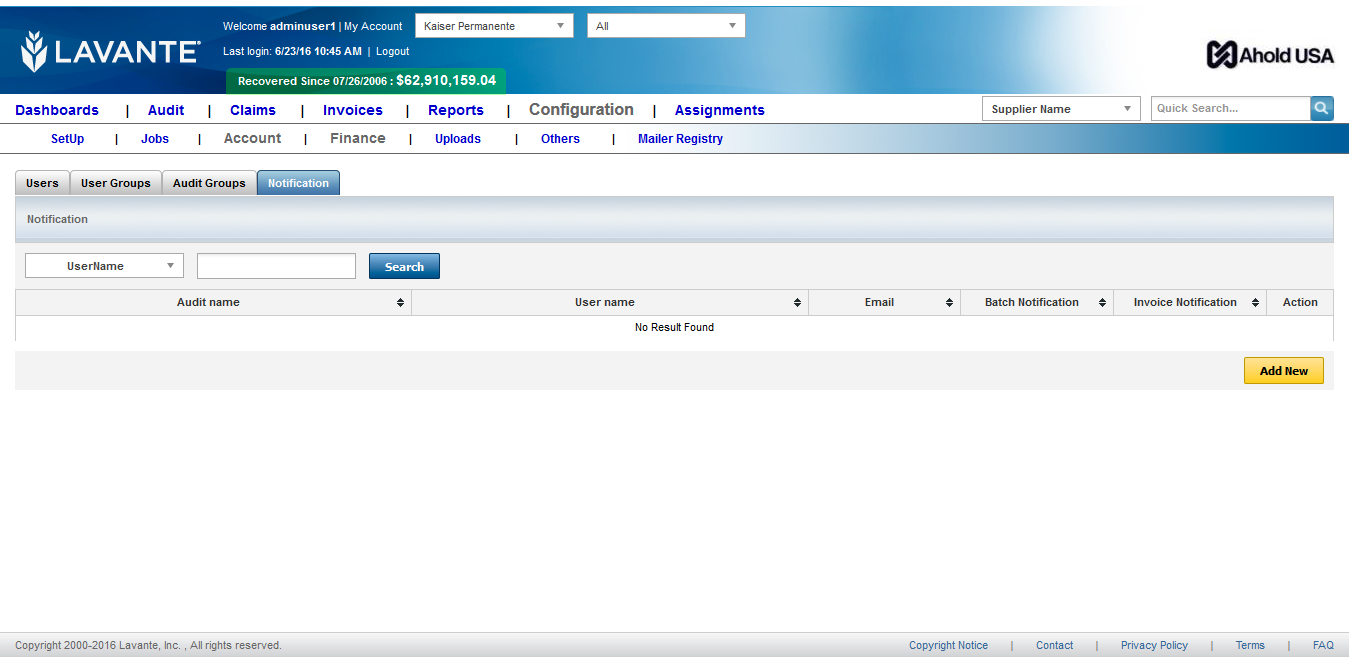 Welcome adminuser1 | My Account
Kaiser Permanente
All
LAVANTE
Last login: 6/23/16 10:45 AM | Logout
Recovered Since 07/26/2006 : $62,910,159.04
Ahold USA
Dashboards | Audit | Claims | Invoices | Reports | Configuration | Assignments
Supplier Name
Quick Search...
SetUp | Jobs | Account | Finance | Uploads | Others | Mailer Registry
Users User Groups Audit Groups Notification
Notification
UserName
Search
Audit name User name Email Batch Notification Invoice Notification Action
No Result Found
Add New
Copyright 2000-2016 Lavante, Inc. , All rights reserved.
Copyright Notice | Contact | Privacy Policy | Terms | FAQ